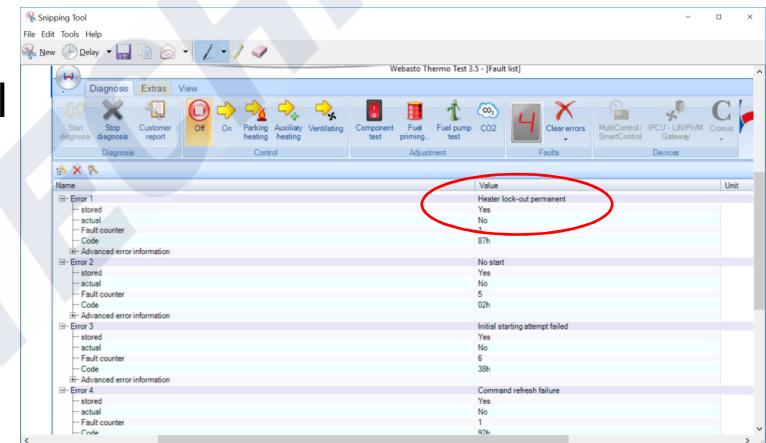 Snipping Tool
File Edit Tools Help
New Delay
Webasto Thermo Test 3.5 - [Fault list]
Diagnosis Extras View
Start diagnosis Stop diagnosis Customer report Off On Parking heating Auxiliary heating Ventilating Component test Fuel priming... Fuel pump test CO2 4 Clear errors MultiControl / SmartControl IPCU - LIN/PWM Gateway Cronus
Diagnosis Control Adjustment Faults Devices
Name Value Unit
Error 1 Heater lock-out permanent
stored Yes
actual No
Fault counter 1
Code 87h
Advanced error information
Error 2 No start
stored Yes
actual No
Fault counter 5
Code 02h
Advanced error information
Error 3 Initial starting attempt failed
stored Yes
actual No
Fault counter 6
Code 38h
Advanced error information
Error 4 Command refresh failure
stored Yes
actual No
Fault counter 1
Code 92h